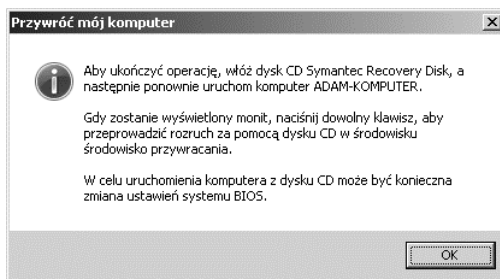 Przywróć mój komputer
Aby ukończyć operację, włóż dysk CD Symantec Recovery Disk, a
następnie ponownie uruchom komputer ADAM-KOMPUTER.
Gdy zostanie wyświetlony monit, naciśnij dowolny klawisz, aby
przeprowadzić rozruch za pomocą dysku CD w środowisku
środowisko przywracania.
W celu uruchomienia komputera z dysku CD może być konieczna
zmiana ustawień systemu BIOS.
OK